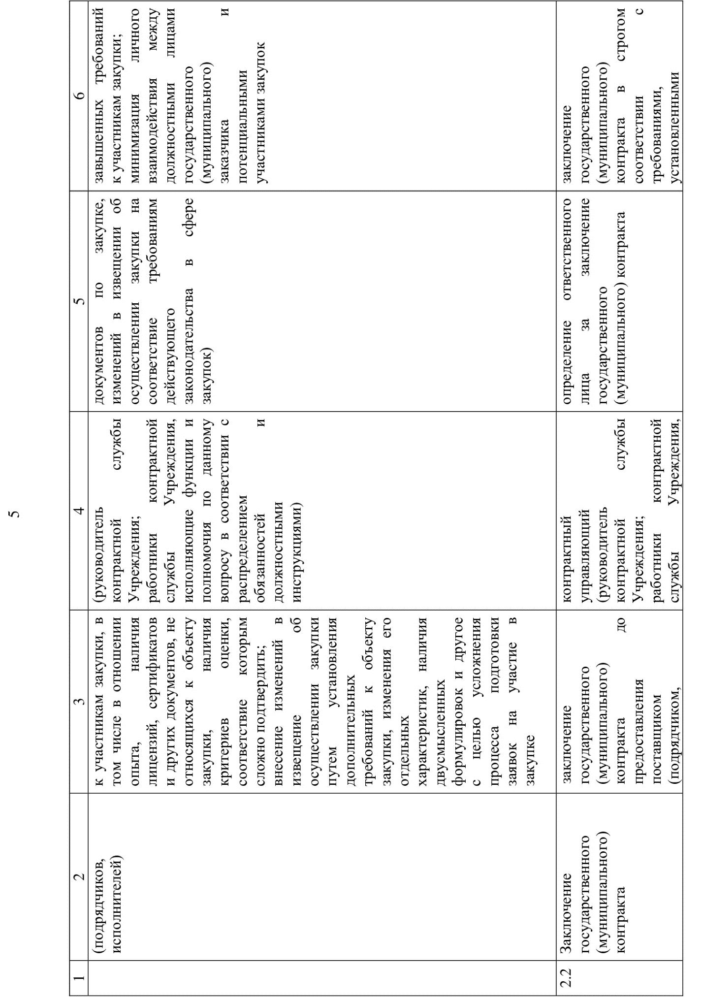 5
1
2
3
4
5
6
(подрядчиков,
исполнителей)
к участникам закупки, в
том числе в отношении
опыта, наличия
лицензий, сертификатов
и других документов, не
относящихся к объекту
закупки, наличия
критериев оценки,
соответствие которым
сложно подтвердить;
внесение изменений в
извещение об
осуществлении закупки
путем установления
дополнительных
требований к объекту
закупки, изменения его
отдельных
характеристик, наличия
двусмысленных
формулировок и другое
с целью усложнения
процесса подготовки
заявок на участие в
закупке
(руководитель
контрактной службы
Учреждения;
работники контрактной
службы Учреждения,
исполняющие функции и
полномочия по данному
вопросу в соответствии с
распределением
обязанностей и
должностными
инструкциями)
документов по закупке,
изменений в извещении об
осуществлении закупки на
соответствие требованиям
действующего
законодательства в сфере
закупок)
завышенных требований
к участникам закупки;
минимизация личного
взаимодействия между
должностными лицами
государственного
(муниципального)
заказчика и
потенциальными
участниками закупок
2.2
Заключение
государственного
(муниципального)
контракта
заключение
государственного
(муниципального)
контракта до
предоставления
поставщиком
(подрядчиком,
контрактный
управляющий
(руководитель
контрактной службы
Учреждения;
работники контрактной
службы Учреждения,
определение ответственного
лица за заключение
государственного
(муниципального) контракта
заключение
государственного
(муниципального)
контракта в строгом
соответствии с
требованиями,
установленными